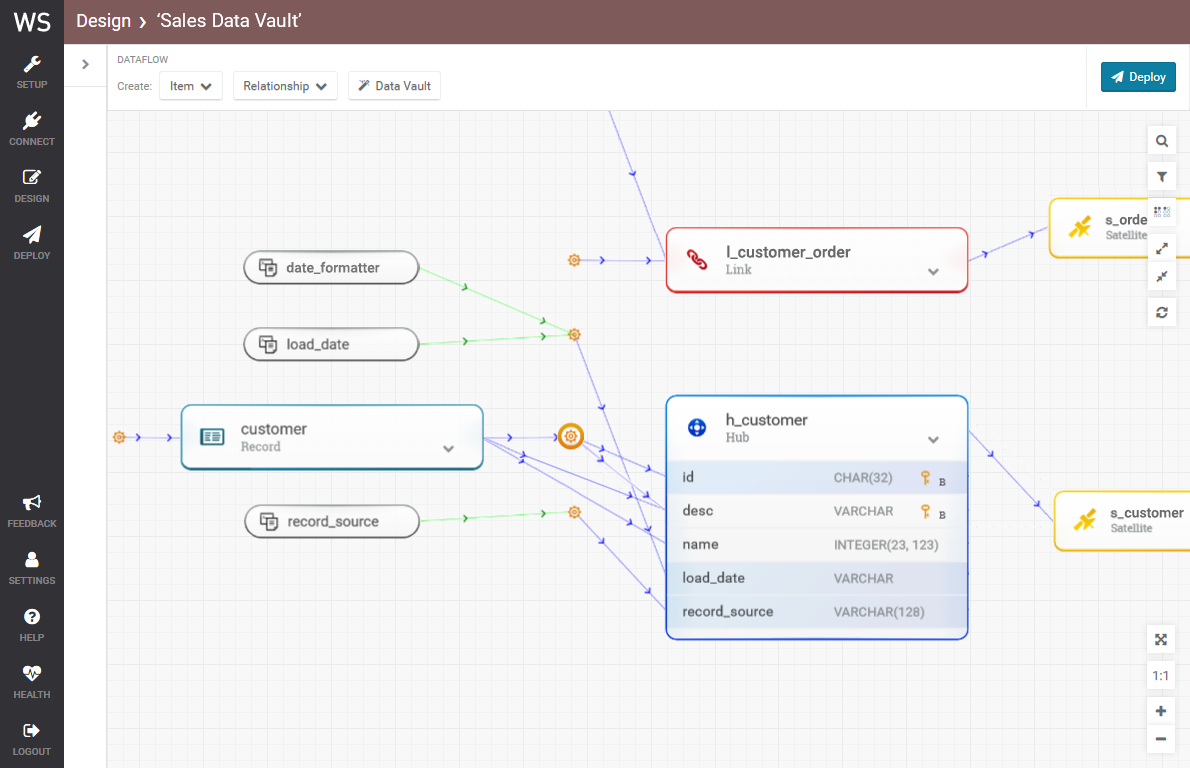 WS
Design › ‘Sales Data Vault’
SETUP
CONNECT
DESIGN
DEPLOY
FEEDBACK
SETTINGS
HELP
HEALTH
LOGOUT
DATAFLOW
Create: Item Relationship Data Vault
Deploy
date_formatter
load_date
customer
Record
record_source
l_customer_order
Link
h_customer
Hub
id CHAR(32) B
desc VARCHAR B
name INTEGER(23, 123)
load_date VARCHAR
record_source VARCHAR(128)
s_orde
Satellite
s_customer
Satellite
1:1